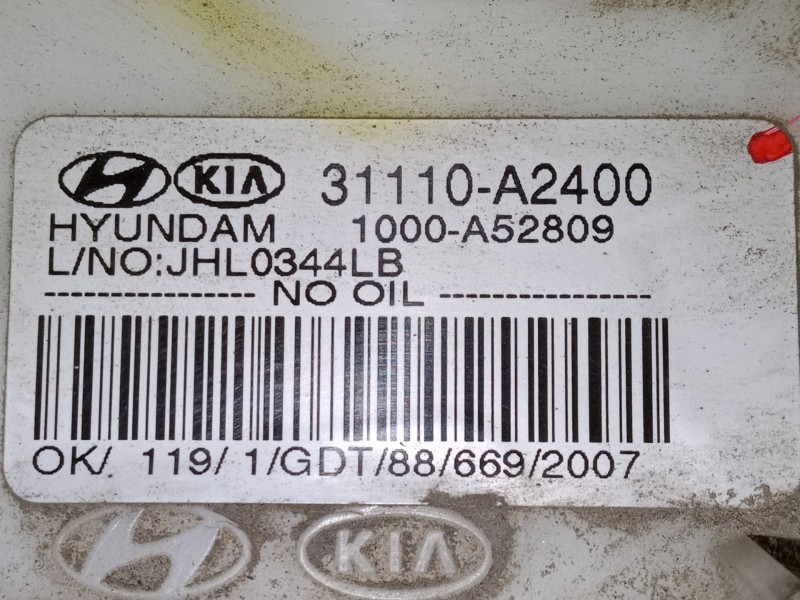 KIA 31110-A2400
HYUNDAM 1000-A52809
L/NO:JHL0344LB
---------------- NO OIL ----------------
OK/. 119/ 1/GDT/88/669/2007
KIA